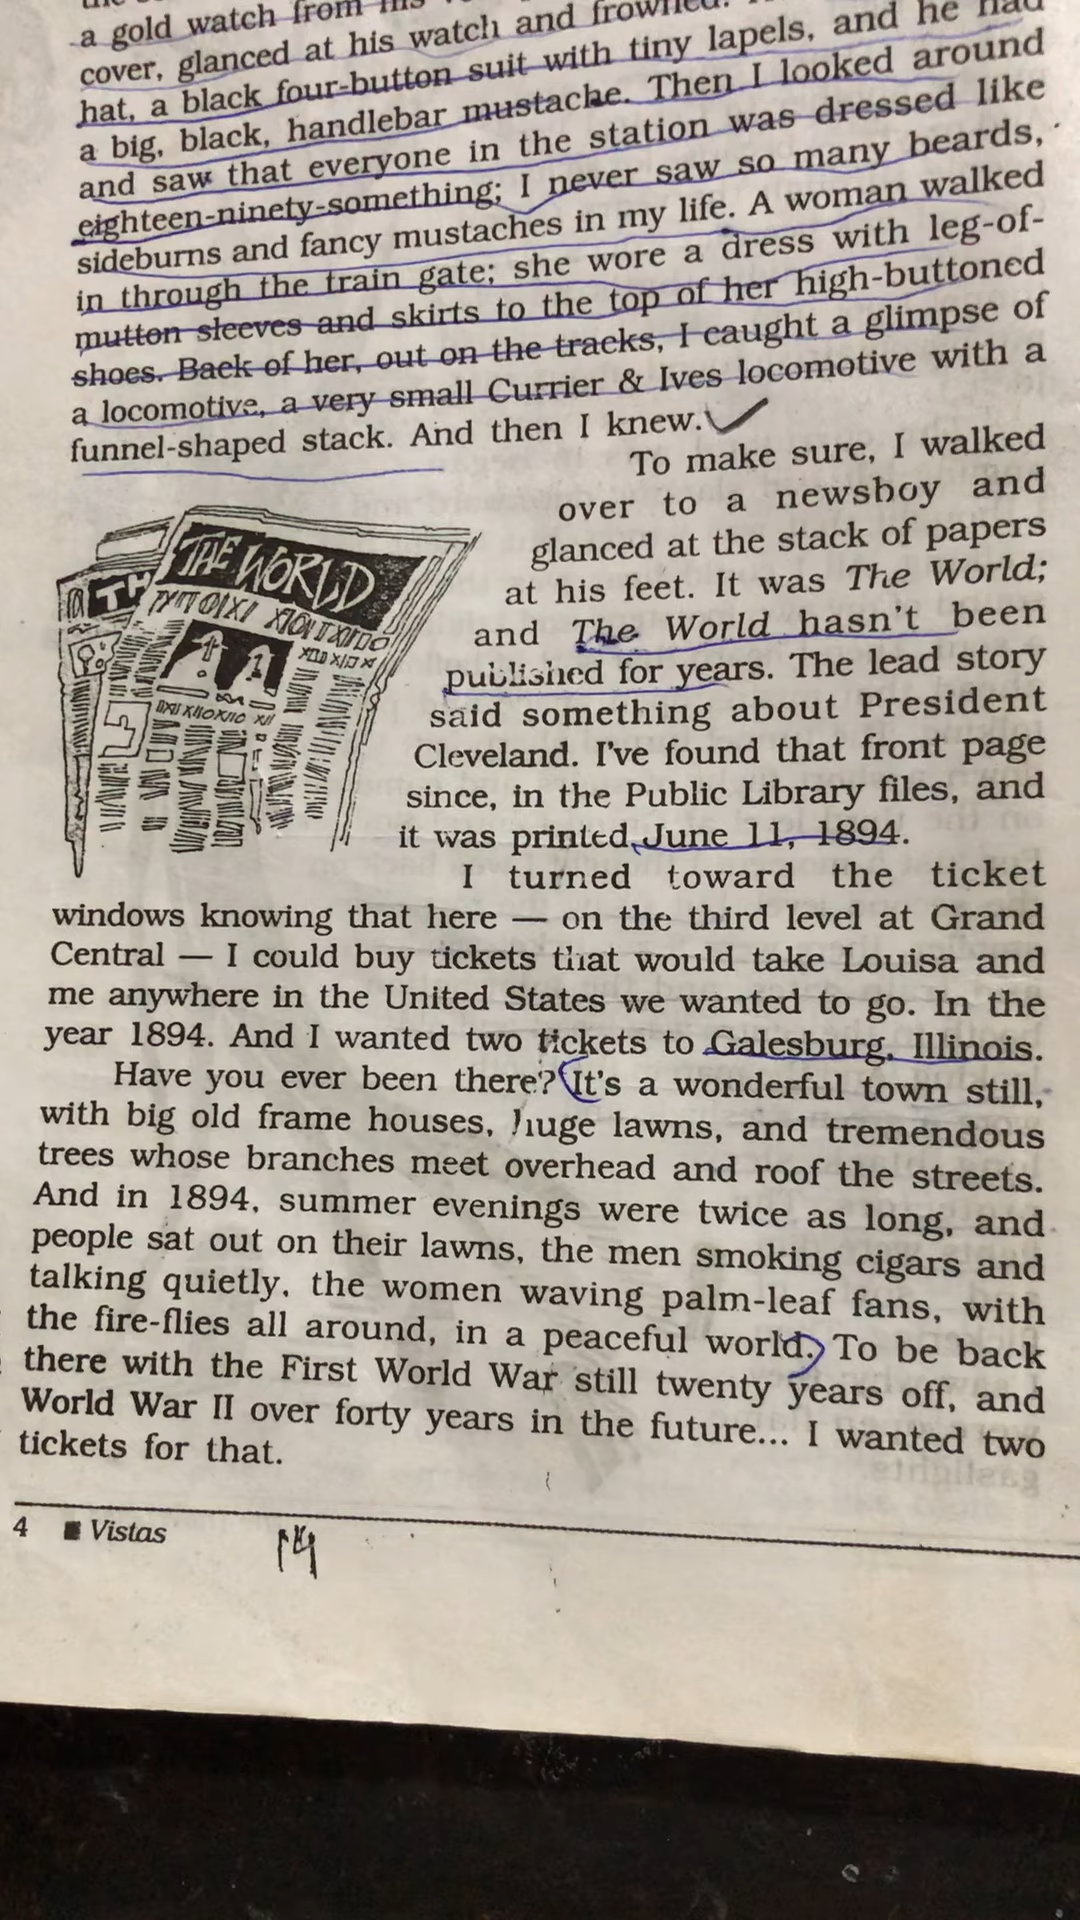 a gold watch from his
cover, glanced at his watch and frowned.
hat, a black four-button suit with tiny lapels, and he had
a big, black, handlebar mustache. Then I looked around
and saw that everyone in the station was dressed like
eighteen-ninety-something; I never saw so many beards,
sideburns and fancy mustaches in my life. A woman walked
in through the train gate; she wore a dress with leg-of-
mutton sleeves and skirts to the top of her high-buttoned
shoes. Back of her, out on the tracks, I caught a glimpse of
a locomotive, a very small Currier & Ives locomotive with a
funnel-shaped stack. And then I knew.
To make sure, I walked
over to a newsboy and
glanced at the stack of papers
at his feet. It was The World;
and The World hasn't been
published for years. The lead story
said something about President
Cleveland. I've found that front page
since, in the Public Library files, and
it was printed June 11, 1894.
THE WORLD
TH
I turned toward the ticket
windows knowing that here — on the third level at Grand
Central — I could buy tickets that would take Louisa and
me anywhere in the United States we wanted to go. In the
year 1894. And I wanted two tickets to Galesburg, Illinois.
Have you ever been there? It's a wonderful town still,
with big old frame houses, huge lawns, and tremendous
trees whose branches meet overhead and roof the streets.
And in 1894, summer evenings were twice as long, and
people sat out on their lawns, the men smoking cigars and
talking quietly, the women waving palm-leaf fans, with
the fire-flies all around, in a peaceful world. To be back
there with the First World War still twenty years off, and
World War II over forty years in the future... I wanted two
tickets for that.
4 Vistas